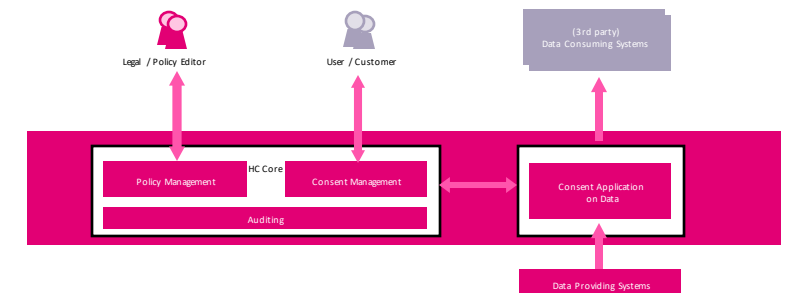 (3rd party)
Data Consuming Systems
Legal / Policy Editor
User / Customer
HC Core
Policy Management
Consent Management
Auditing
Consent Application
on Data
Data Providing Systems